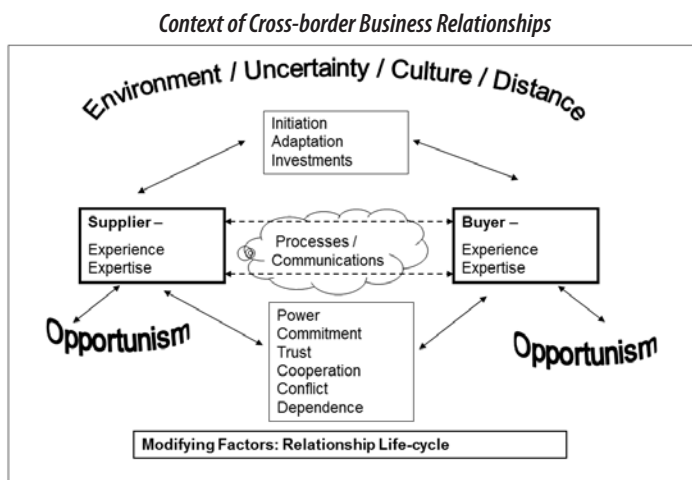 Context of Cross-border Business Relationships
Environment / Uncertainty / Culture / Distance
Initiation
Adaptation
Investments
Supplier –
Experience
Expertise
Processes /
Communications
Buyer –
Experience
Expertise
Opportunism
Power
Commitment
Trust
Cooperation
Conflict
Dependence
Opportunism
Modifying Factors: Relationship Life-cycle